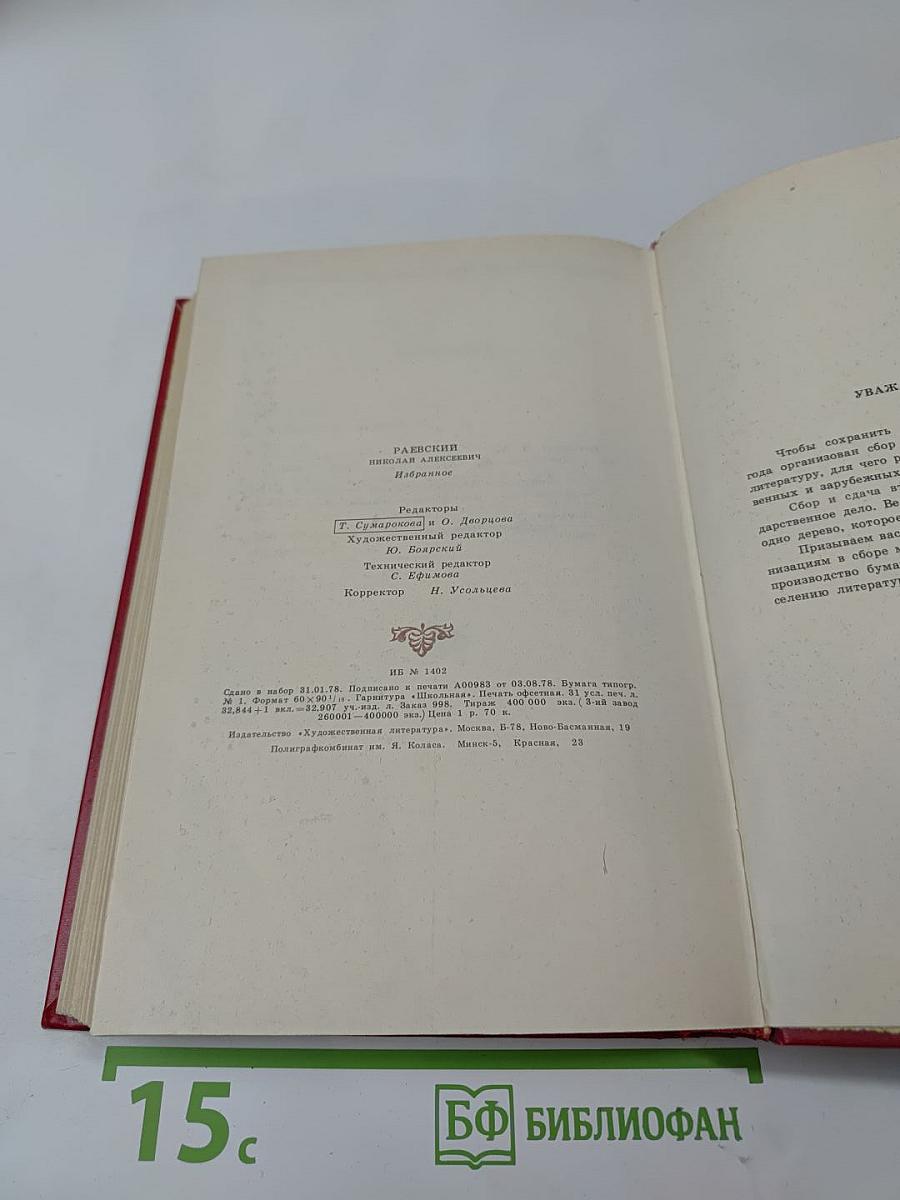 РАЕВСКИЙ
НИКОЛАЙ АЛЕКСЕЕВИЧ
Избранное
Редакторы
Т. Сумарокова и О. Дворцова
Художественный редактор
Ю. Боярский
Технический редактор
С. Ефимова
Корректор Н. Усольцева
ИБ № 1402
Сдано в набор 31.01.78. Подписано к печати А00983 от 03.08.78. Бумага типогр.
№ 1. Формат 60×90 1/16. Гарнитура «Школьная». Печать офсетная. 31 усл. печ. л.
32,844+1 вкл.=32,907 уч.-изд. л. Заказ 998. Тираж 400 000 экз. (3-ий завод
260001—400000 экз.) Цена 1 р. 70 к.
Издательство «Художественная литература». Москва, Б-78, Ново-Басманная, 19
Полиграфкомбинат им. Я. Коласа. Минск-5, Красная, 23
УВАЖ
Чтобы сохранить
года организован сбор
литературу, для чего р
венных и зарубежных
Сбор и сдача вт
дарственное дело. Ве
одно дерево, которое
Призываем вас
низациям в сборе м
производство бума
селению литератур
15 с
БФ БИБЛИОФАН